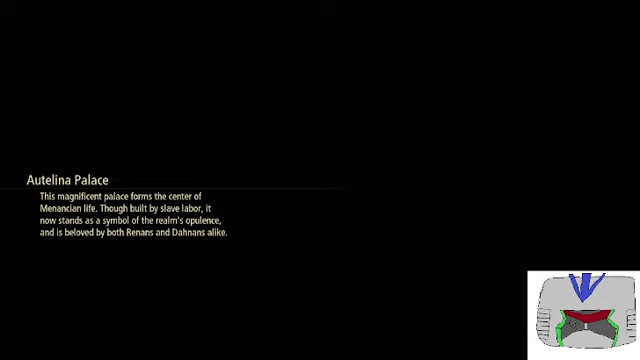 Autelina Palace
This magnificent palace forms the center of
Menancian life. Though built by slave labor, it
now stands as a symbol of the realm's opulence,
and is beloved by both Renans and Dahnans alike.